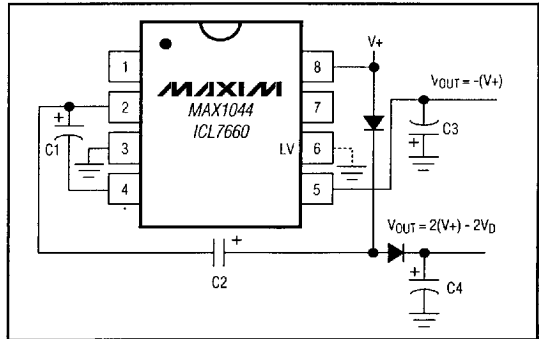 V+
1
8
VOUT = -(V+)
MAXIM
MAX1044
ICL7660
2
7
+
C1
3
LV
6
C3
+
4
5
+
C2
VOUT = 2(V+) - 2VD
+
C4